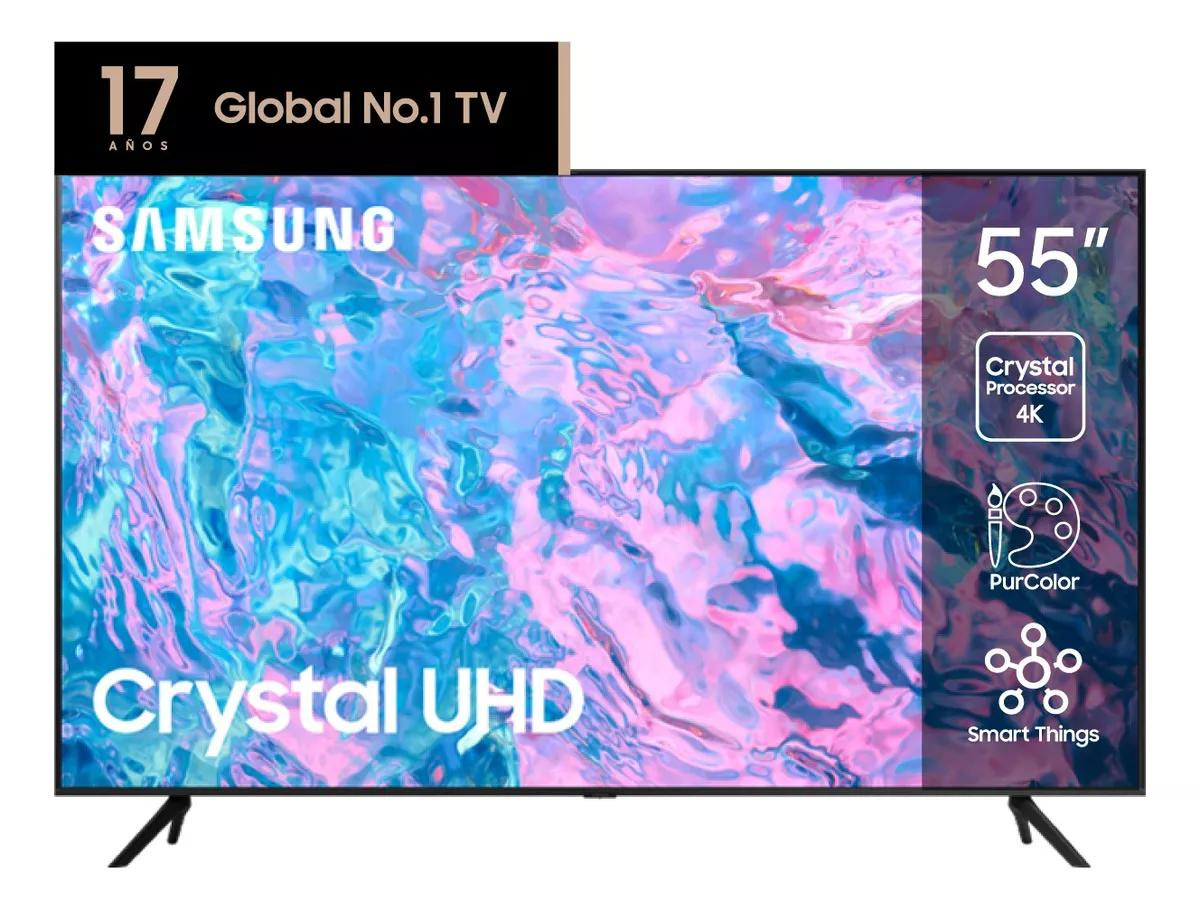 17
AÑOS
Global No.1 TV
SAMSUNG
55"
Crystal
Processor
4K
PurColor
Smart Things
Crystal UHD